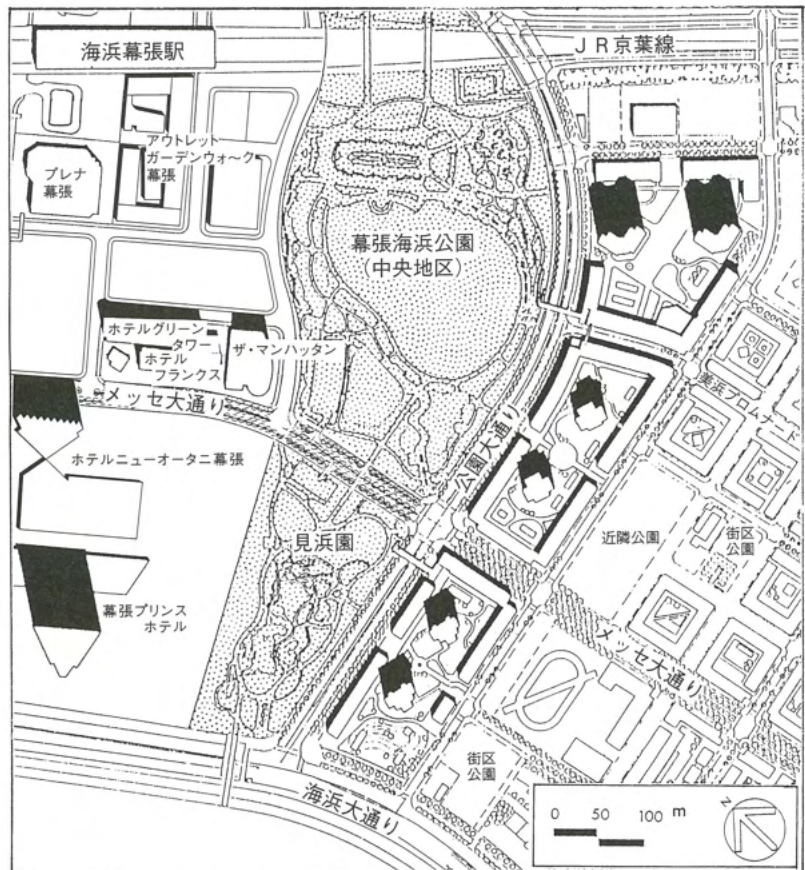 海浜幕張駅
JR京葉線
アウトレット
ガーデンウォ〜ク
幕張
プレナ
幕張
幕張海浜公園
(中央地区)
ホテルグリーン
タワー
ホテル
フランクス
ザ・マンハッタン
メッセ大通り
公園大通り
美浜プロムナード
ホテルニューオータニ幕張
見浜園
近隣公園
街区
公園
幕張プリンス
ホテル
メッセ大通り
街区
公園
海浜大通り
0 50 100 m
N